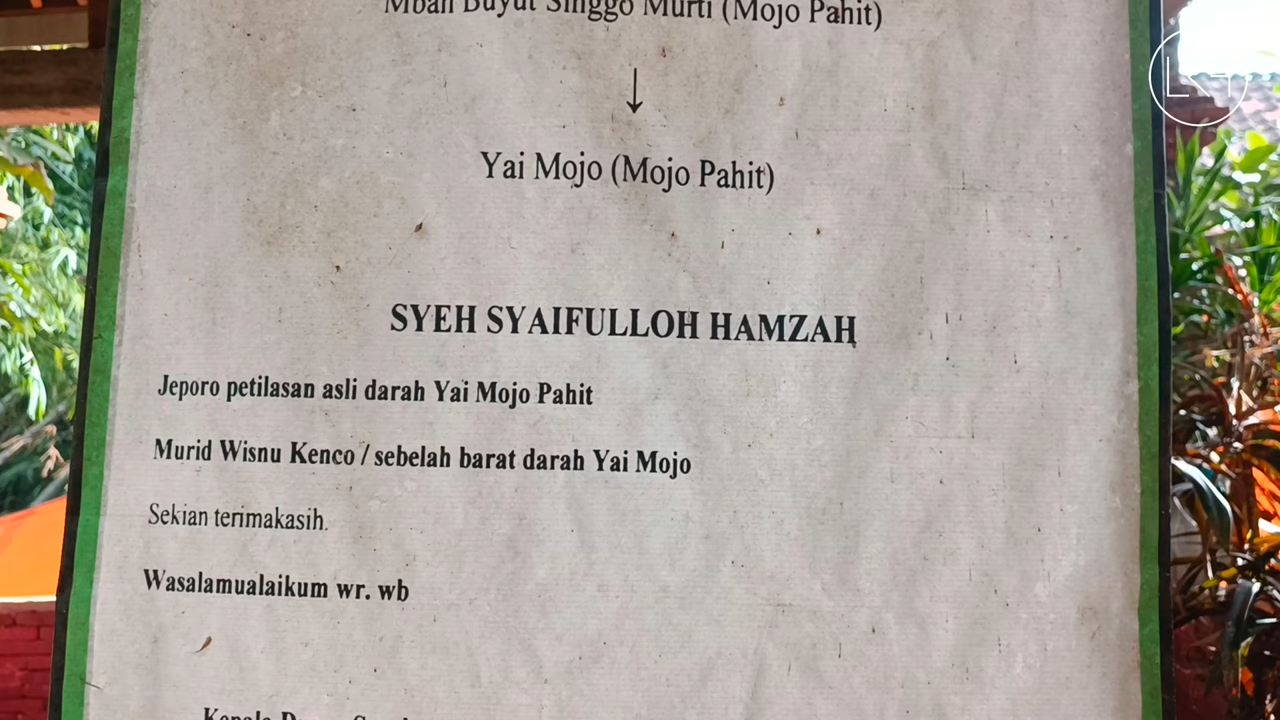 Mbah Buyut Singgo Murti (Mojo Pahit)
Yai Mojo (Mojo Pahit)
SYEH SYAIFULLOH HAMZAH
Jeporo petilasan asli darah Yai Mojo Pahit
Murid Wisnu Kenco / sebelah barat darah Yai Mojo
Sekian terimakasih.
Wasalamualaikum wr. wb